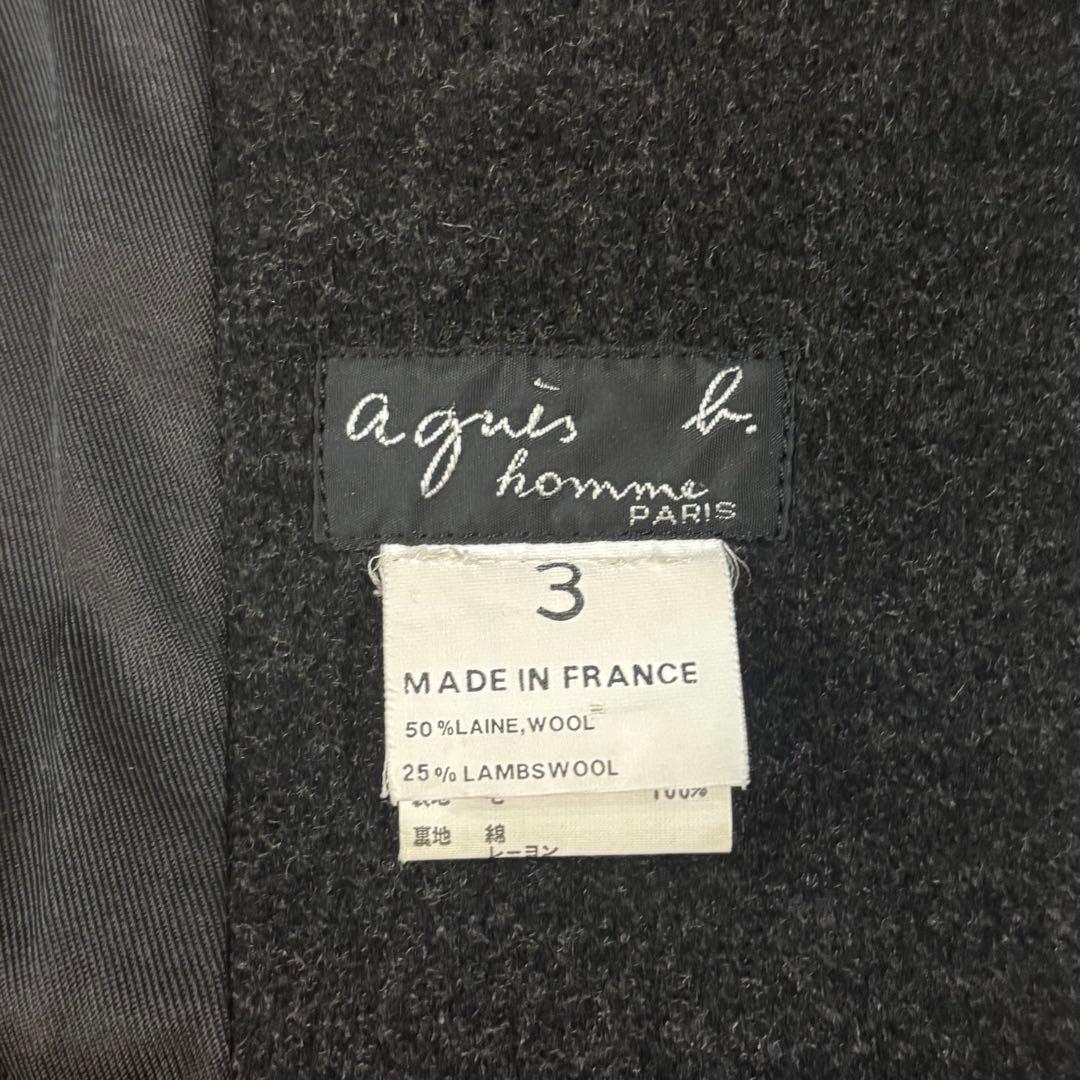 agnès b.
homme
PARIS
3
MADE IN FRANCE
50%LAINE,WOOL
25% LAMBSWOOL
100%
裏地 綿
レーヨン